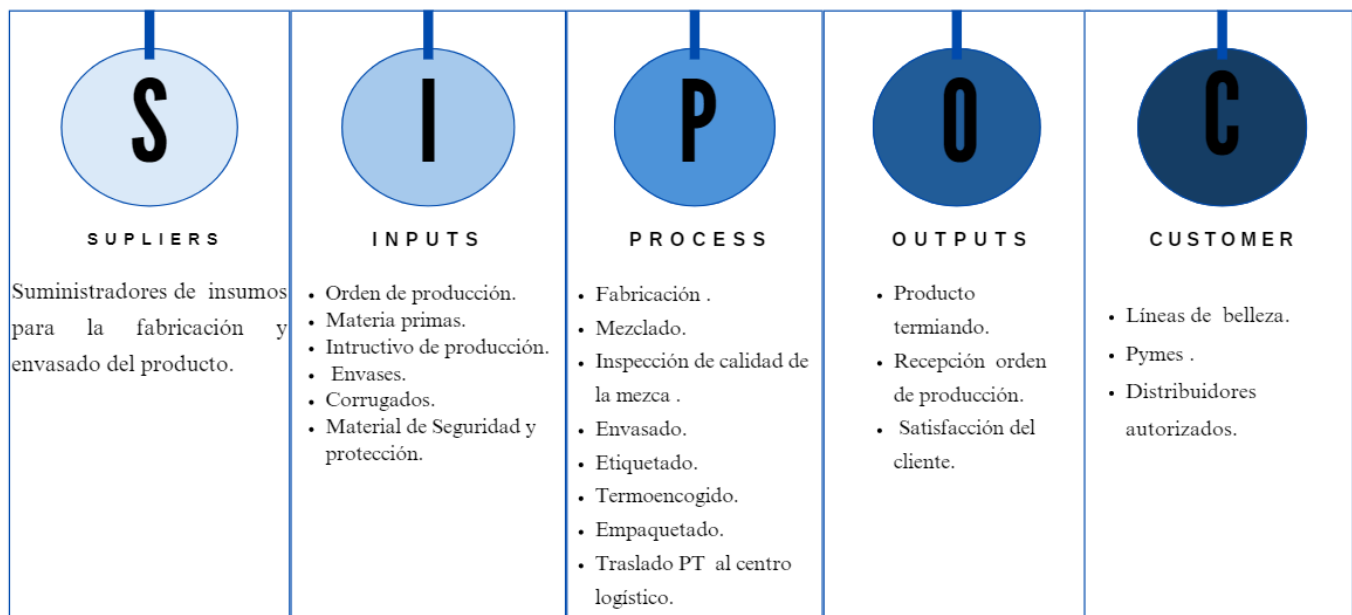 S
SUPLIERS
Suministradores de insumos
para la fabricación y
envasado del producto.
I
INPUTS
• Orden de producción.
• Materia primas.
• Intructivo de producción.
• Envases.
• Corrugados.
• Material de Seguridad y
protección.
P
PROCESS
• Fabricación .
• Mezclado.
• Inspección de calidad de
la mezca .
• Envasado.
• Etiquetado.
• Termoencogido.
• Empaquetado.
• Traslado PT al centro
logístico.
O
OUTPUTS
• Producto
termiando.
• Recepción orden
de producción.
• Satisfacción del
cliente.
C
CUSTOMER
• Líneas de belleza.
• Pymes .
• Distribuidores
autorizados.